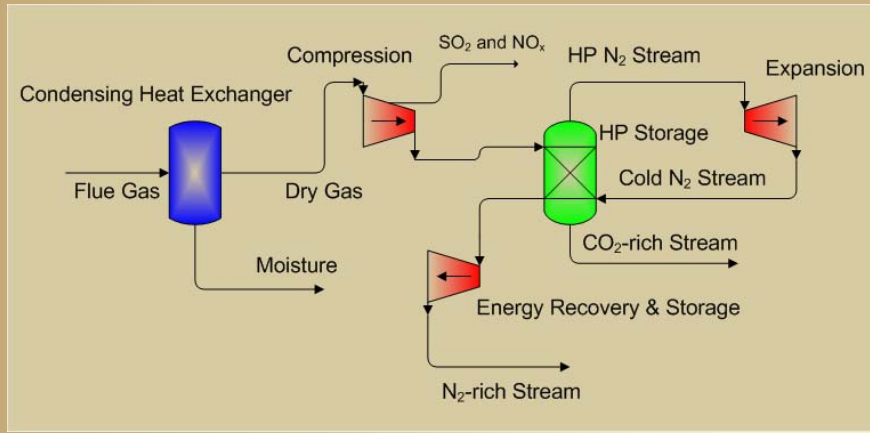 SO₂ and NOₓ
Compression
HP N₂ Stream
Expansion
Condensing Heat Exchanger
HP Storage
Flue Gas
Dry Gas
Cold N₂ Stream
CO₂-rich Stream
Moisture
Energy Recovery & Storage
N₂-rich Stream